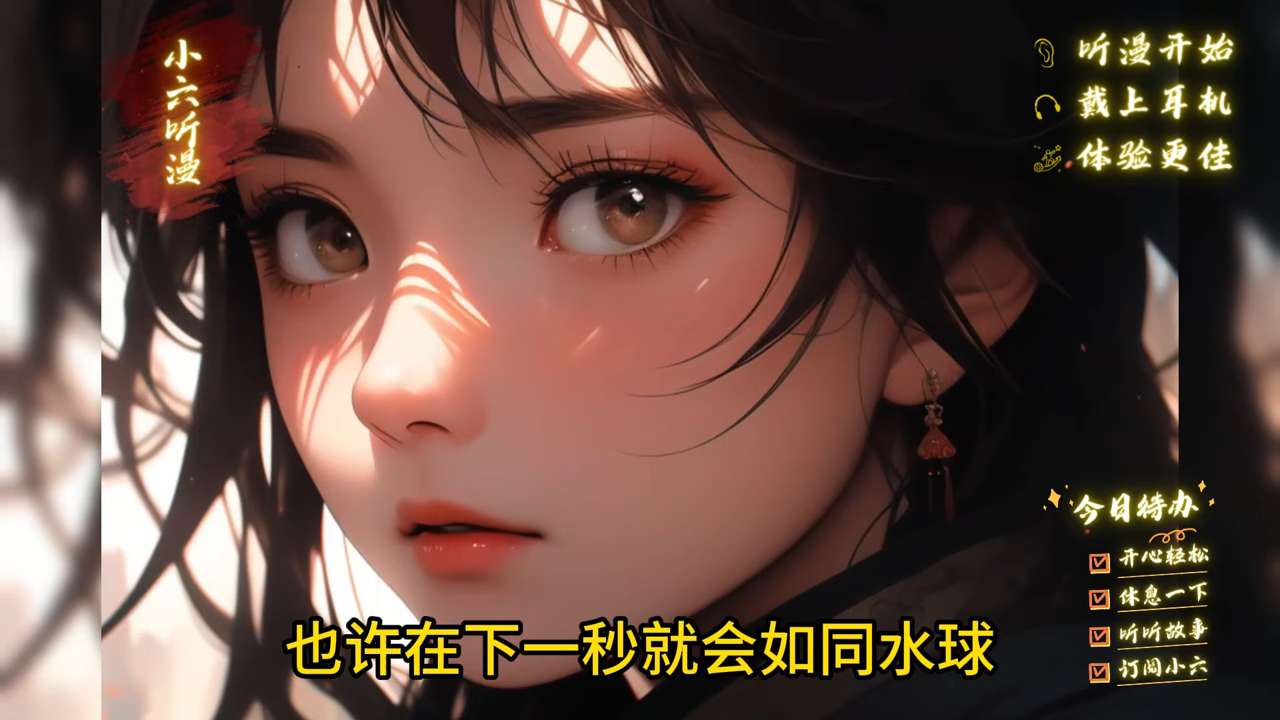 小六听漫
听漫开始
戴上耳机
体验更佳
今日待办
开心轻松
休息一下
听听故事
订阅小六
也许在下一秒就会如同水球